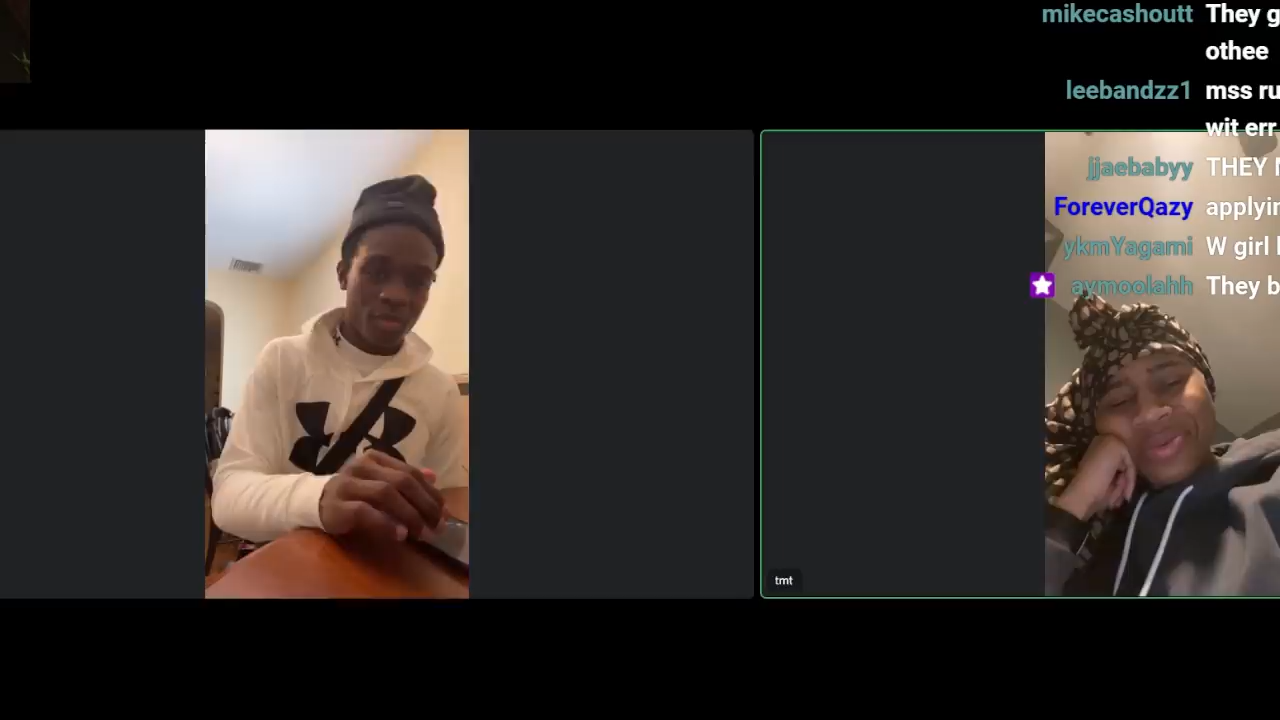 mikecashoutt They g
othee
leebandzz1 mss ru
wit err
jjaebabyy THEY
ForeverQazy applyin
ykmYagami W girl
aymoolahh They b
tmt